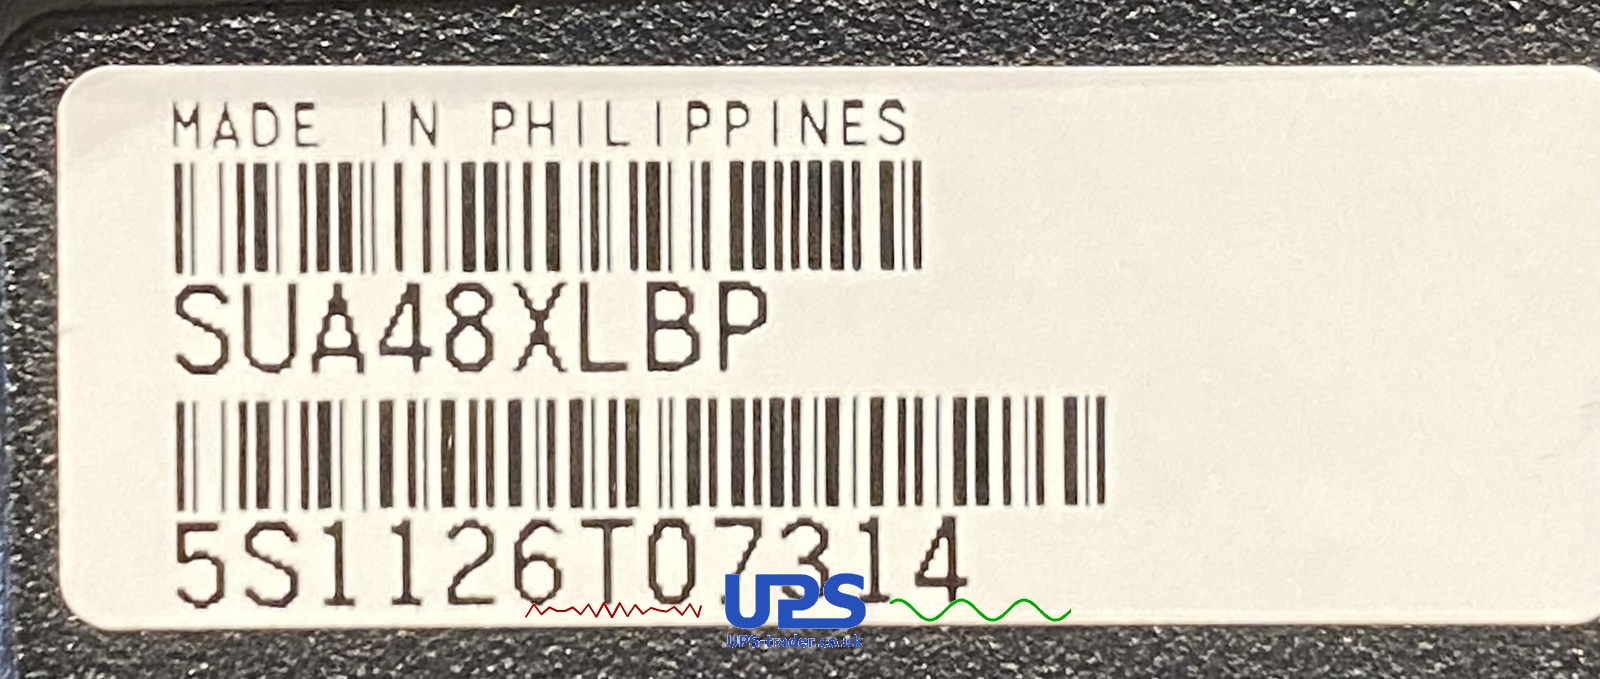 MADE IN PHILIPPINES
SUA48XLBP
5S1126T07314
UPS
UPS-trader.co.uk